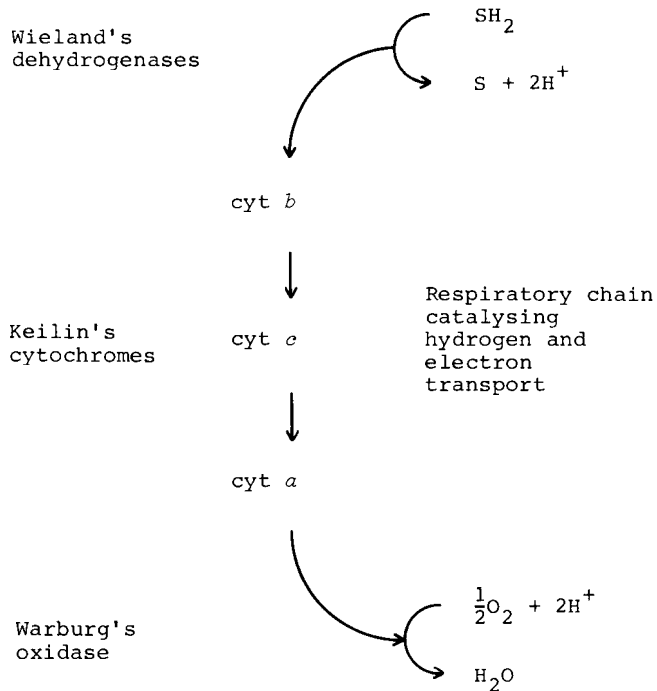 Wieland's
dehydrogenases
SH₂
S + 2H⁺
cyt b
Keilin's
cytochromes
cyt c
Respiratory chain
catalysing
hydrogen and
electron
transport
cyt a
Warburg's
oxidase
½O₂ + 2H⁺
H₂O